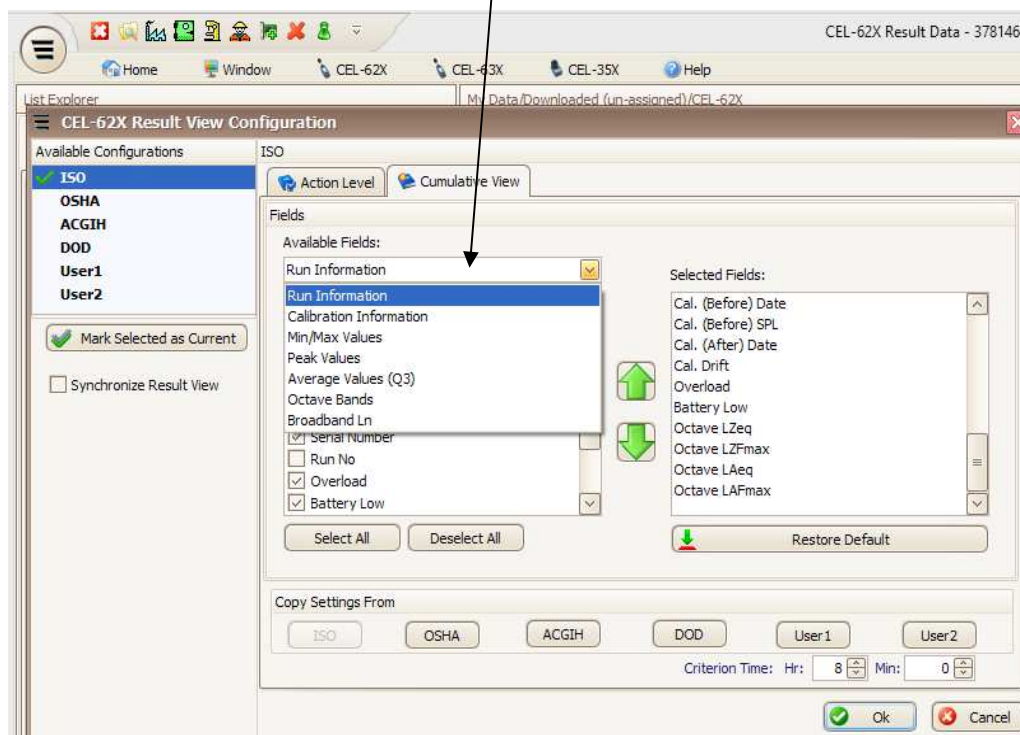 CEL-62X Result Data - 378146
Home Window CEL-62X CEL-63X CEL-35X Help
List Explorer My Data/Downloaded (un-assigned)/CEL-62X
CEL-62X Result View Configuration
Available Configurations
ISO
OSHA
ACGIH
DOD
User1
User2
Mark Selected as Current
Synchronize Result View
ISO
Action Level Cumulative View
Fields
Available Fields:
Run Information
Run Information
Calibration Information
Min/Max Values
Peak Values
Average Values (Q3)
Octave Bands
Broadband Ln
Serial Number
Run No
Overload
Battery Low
Select All Deselect All
Selected Fields:
Cal. (Before) Date
Cal. (Before) SPL
Cal. (After) Date
Cal. Drift
Overload
Battery Low
Octave LZeq
Octave LZFmax
Octave LAeq
Octave LAFmax
Restore Default
Copy Settings From
ISO OSHA ACGIH DOD User1 User2
Criterion Time: Hr: 8 Min: 0
Ok Cancel